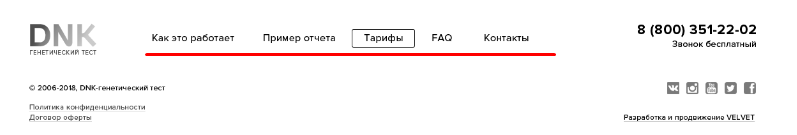 DNK
ГЕНЕТИЧЕСКИЙ ТЕСТ
Как это работает
Пример отчета
Тарифы
FAQ
Контакты
8 (800) 351-22-02
Звонок бесплатный
© 2006-2018, DNK-генетический тест
Политика конфиденциальности
Договор оферты
Разработка и продвижение VELVET